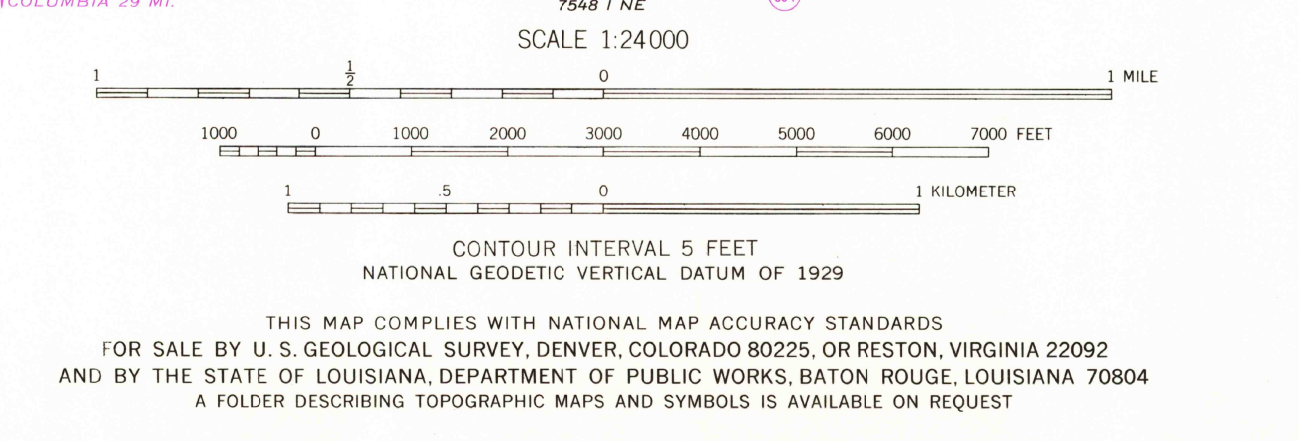 COLUMBIA 29 MI.
7548 I NE
SCALE 1:24000
1 1/2 0 1 MILE
1000 0 1000 2000 3000 4000 5000 6000 7000 FEET
1 .5 0 1 KILOMETER
CONTOUR INTERVAL 5 FEET
NATIONAL GEODETIC VERTICAL DATUM OF 1929
THIS MAP COMPLIES WITH NATIONAL MAP ACCURACY STANDARDS
FOR SALE BY U. S. GEOLOGICAL SURVEY, DENVER, COLORADO 80225, OR RESTON, VIRGINIA 22092
AND BY THE STATE OF LOUISIANA, DEPARTMENT OF PUBLIC WORKS, BATON ROUGE, LOUISIANA 70804
A FOLDER DESCRIBING TOPOGRAPHIC MAPS AND SYMBOLS IS AVAILABLE ON REQUEST